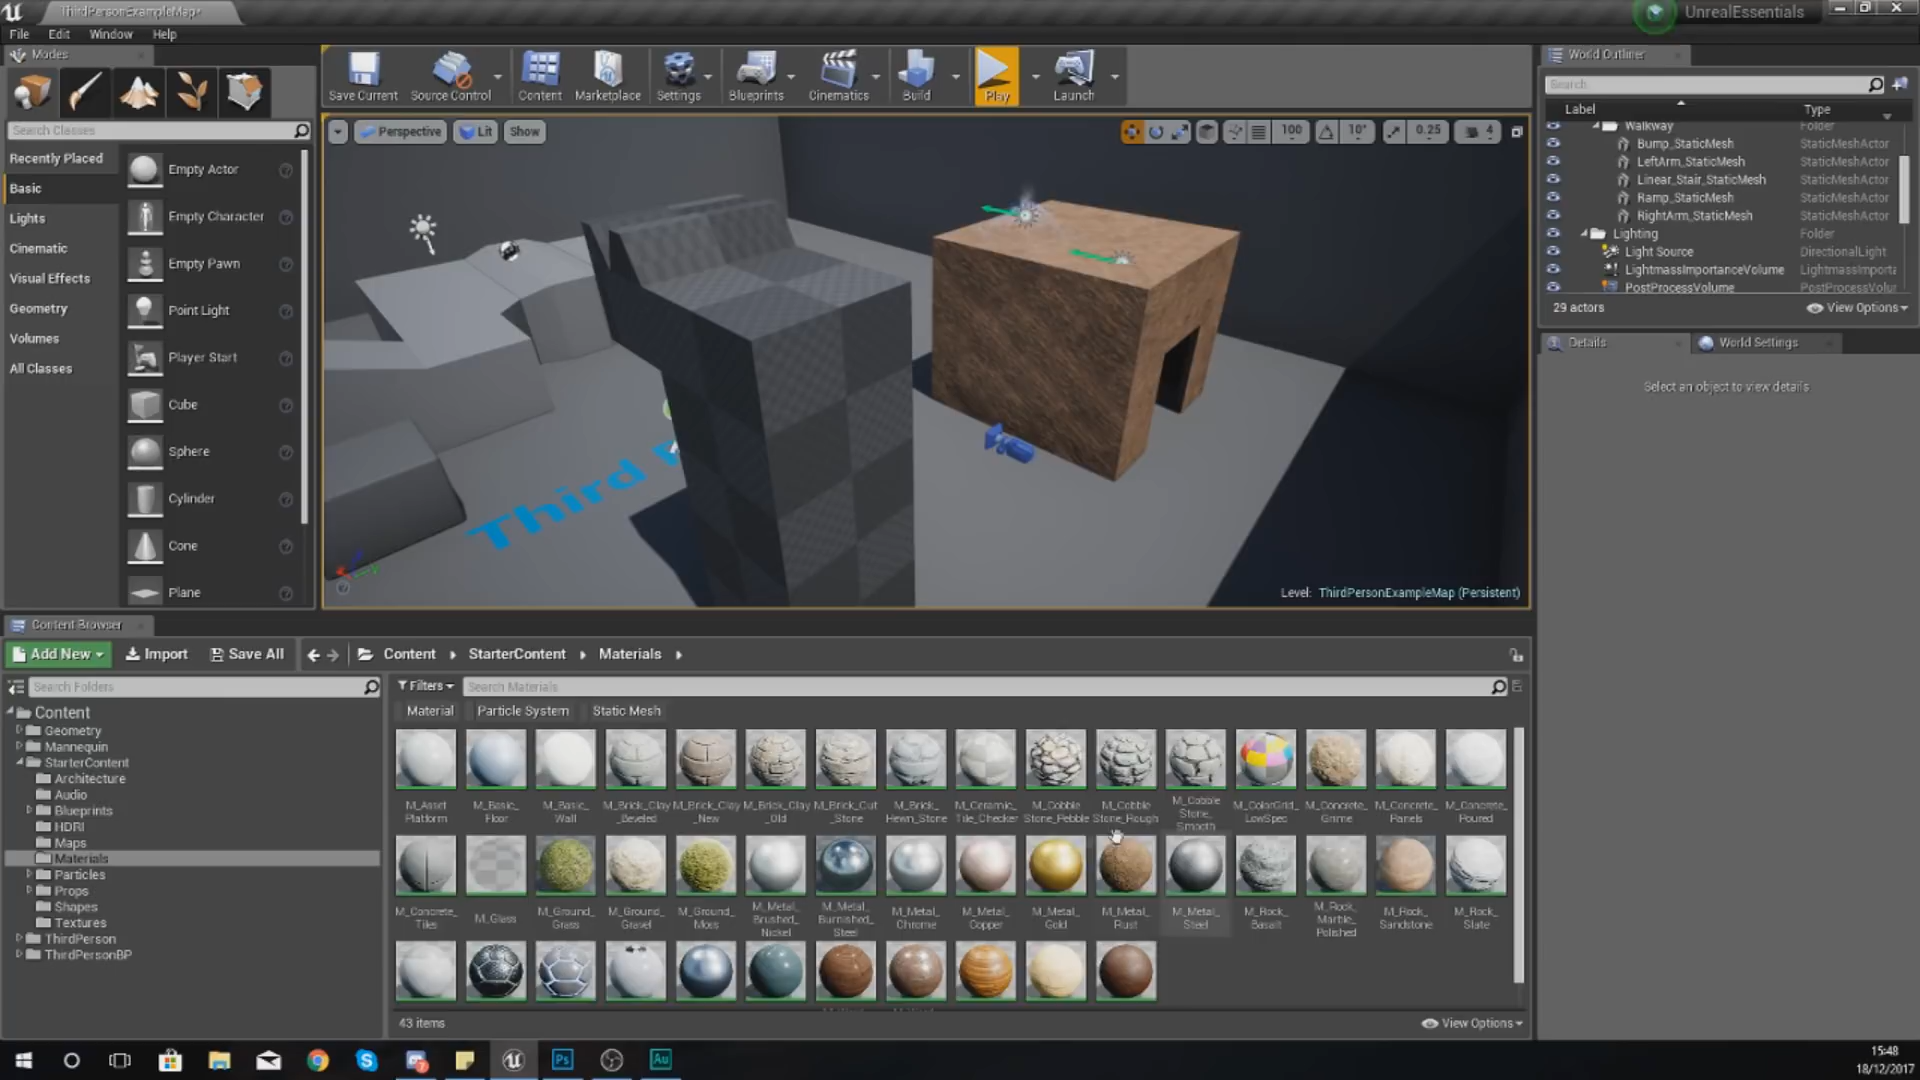 ThirdPersonExampleMap*
UnrealEssentials
File Edit Window Help
Modes
Search Classes
Recently Placed
Basic
Lights
Cinematic
Visual Effects
Geometry
Volumes
All Classes
Empty Actor
Empty Character
Empty Pawn
Point Light
Player Start
Cube
Sphere
Cylinder
Cone
Plane
Save Current
Source Control
Content
Marketplace
Settings
Blueprints
Cinematics
Build
Play
Launch
Perspective Lit Show
100 10° 0.25 4
Third
Level: ThirdPersonExampleMap (Persistent)
World Outliner
Search
Label Type
Walkway Folder
Bump_StaticMesh StaticMeshActor
LeftArm_StaticMesh StaticMeshActor
Linear_Stair_StaticMesh StaticMeshActor
Ramp_StaticMesh StaticMeshActor
RightArm_StaticMesh StaticMeshActor
Lighting Folder
Light Source DirectionalLight
LightmassImportanceVolume LightmassImporta
PostProcessVolume PostProcessVolu
29 actors
View Options
Details World Settings
Select an object to view details
Content Browser
Add New Import Save All Content StarterContent Materials
Search Folders
Filters Search Materials
Material Particle System Static Mesh
Content
Geometry
Mannequin
StarterContent
Architecture
Audio
Blueprints
HDRI
Maps
Materials
Particles
Props
Shapes
Textures
ThirdPerson
ThirdPersonBP
M_Asset Platform
M_Basic_Floor
M_Basic_Wall
M_Brick_Clay_Beveled
M_Brick_Clay_New
M_Brick_Clay_Old
M_Brick_Cut_Stone
M_Brick_Hewn_Stone
M_Ceramic_Tile_Checker
M_Cobble Stone_Pebble
M_Cobble Stone_Rough
M_Cobble Stone_Smooth
M_ColorGrid_LowSpec
M_Concrete_Grime
M_Concrete_Panels
M_Concrete_Poured
M_Concrete_Tiles
M_Glass
M_Ground_Grass
M_Ground_Gravel
M_Ground_Moss
M_Metal_Brushed_Nickel
M_Metal_Burnished_Steel
M_Metal_Chrome
M_Metal_Copper
M_Metal_Gold
M_Metal_Rust
M_Metal_Steel
M_Rock_Basalt
M_Rock_Marble_Polished
M_Rock_Sandstone
M_Rock_Slate
43 items
View Options
Ps
Au
15:48
18/12/2017